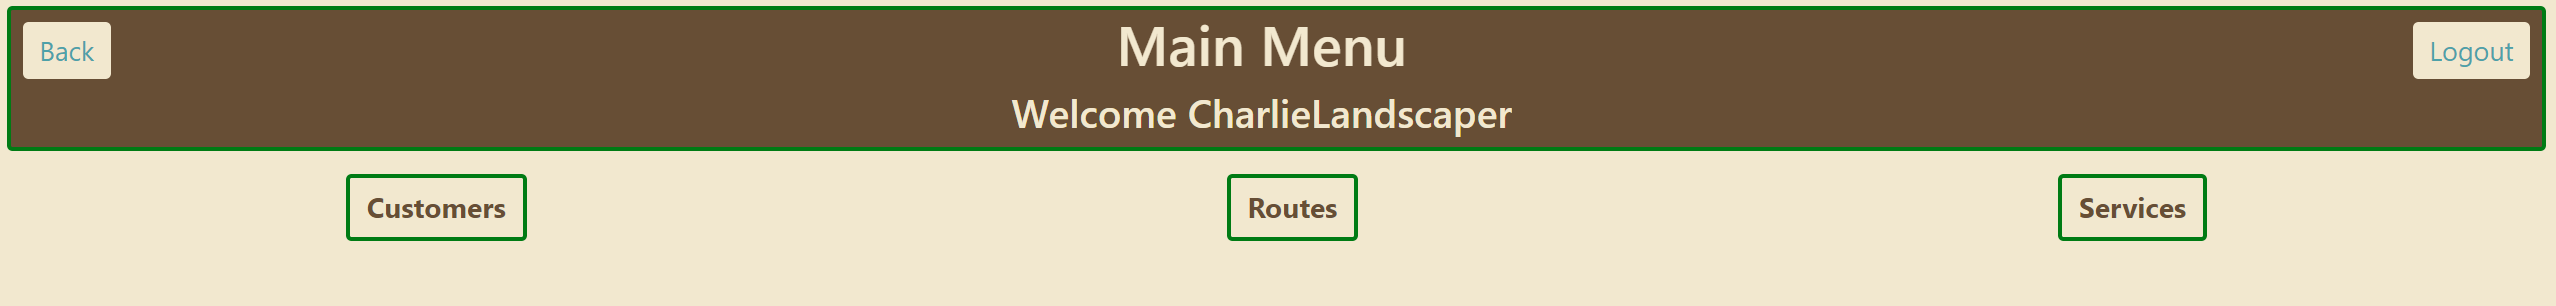 Back
Main Menu
Logout
Welcome CharlieLandscaper
Customers
Routes
Services